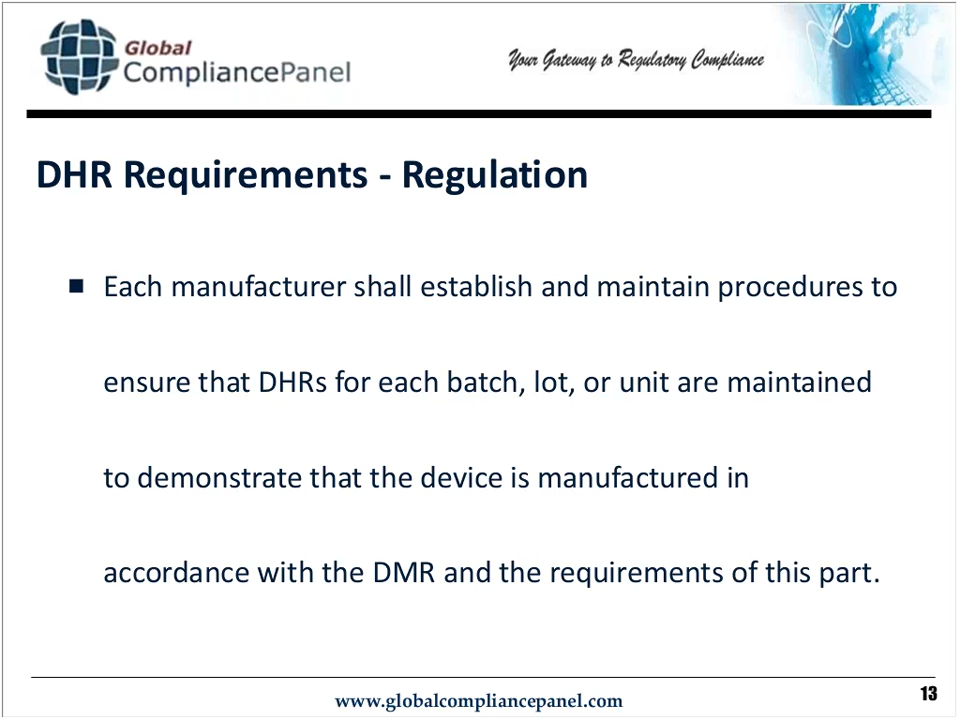 Global
CompliancePanel
Your Gateway to Regulatory Compliance
DHR Requirements - Regulation
■ Each manufacturer shall establish and maintain procedures to
ensure that DHRs for each batch, lot, or unit are maintained
to demonstrate that the device is manufactured in
accordance with the DMR and the requirements of this part.
www.globalcompliancepanel.com
13